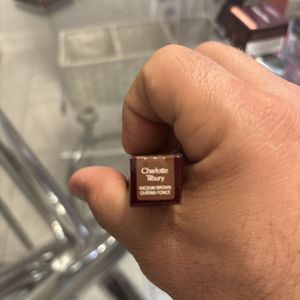 Charlotte
Tilbury
MEDIUM BROWN
CHÂTAIN FONCÉ